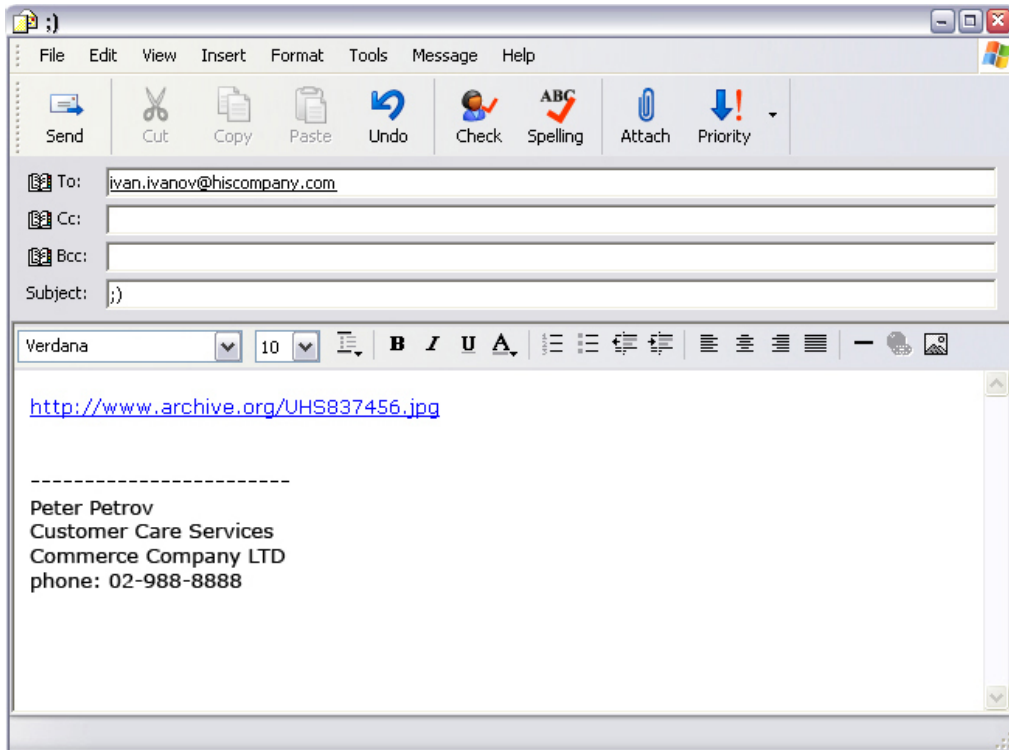 ;)
File Edit View Insert Format Tools Message Help
ABC
Send Cut Copy Paste Undo Check Spelling Attach Priority
To: ivan.ivanov@hiscompany.com
Cc:
Bcc:
Subject: ;)
Verdana 10 B I U A
http://www.archive.org/UHS837456.jpg
-------------------------
Peter Petrov
Customer Care Services
Commerce Company LTD
phone: 02-988-8888